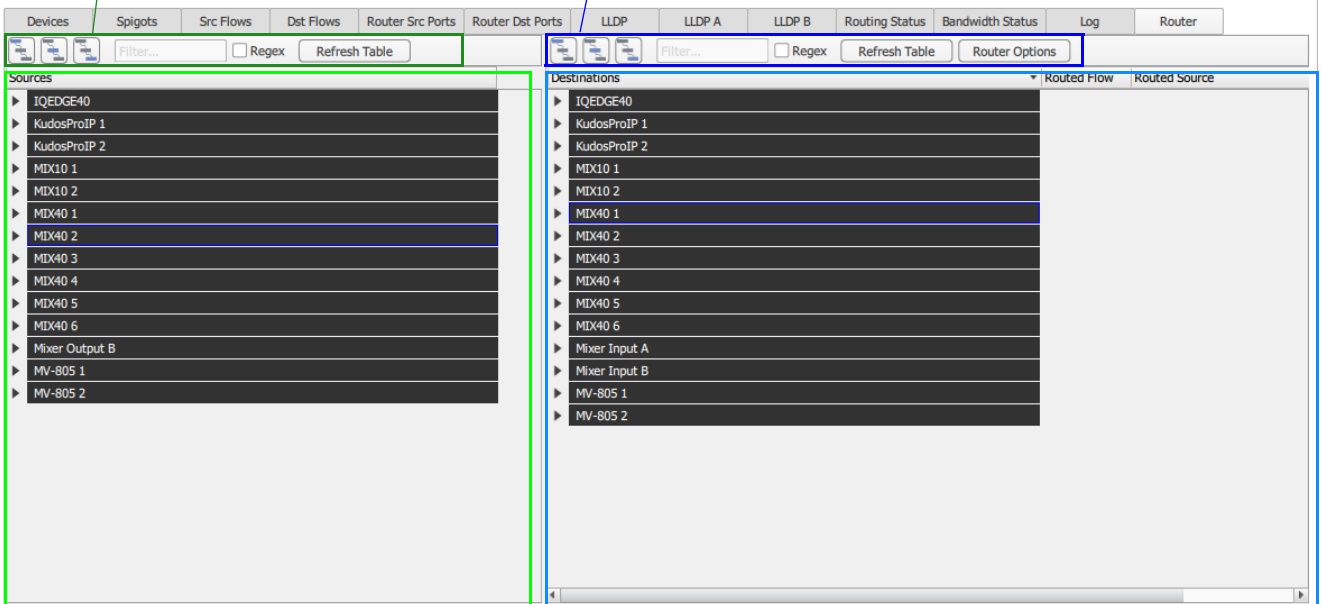 Devices Spigots Src Flows Dst Flows Router Src Ports Router Dst Ports LLDP LLDP A LLDP B Routing Status Bandwidth Status Log Router
Filter... Regex Refresh Table
Filter... Regex Refresh Table Router Options
Sources
IQEDGE40
KudosProIP 1
KudosProIP 2
MIX10 1
MIX10 2
MIX40 1
MIX40 2
MIX40 3
MIX40 4
MIX40 5
MIX40 6
Mixer Output B
MV-805 1
MV-805 2
Destinations Routed Flow Routed Source
IQEDGE40
KudosProIP 1
KudosProIP 2
MIX10 1
MIX10 2
MIX40 1
MIX40 2
MIX40 3
MIX40 4
MIX40 5
MIX40 6
Mixer Input A
Mixer Input B
MV-805 1
MV-805 2